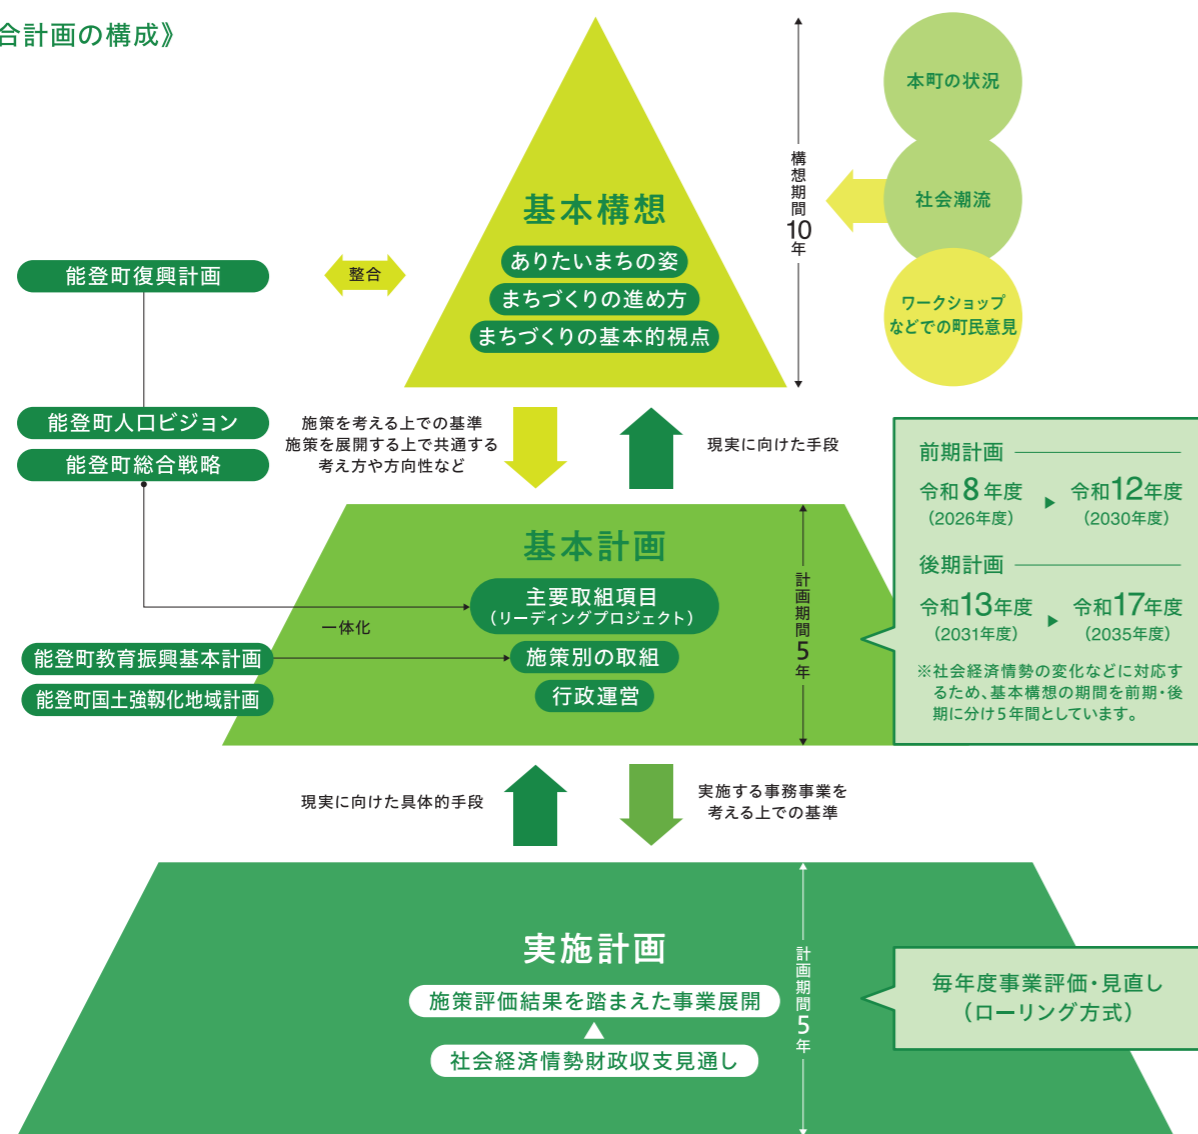 合計画の構成》
本町の状況
社会潮流
ワークショップ
などでの町民意見
構想期間10年
基本構想
ありたいまちの姿
まちづくりの進め方
まちづくりの基本的視点
整合
能登町復興計画
能登町人口ビジョン
能登町総合戦略
施策を考える上での基準
施策を展開する上で共通する
考え方や方向性など
現実に向けた手段
基本計画
主要取組項目
（リーディングプロジェクト）
施策別の取組
行政運営
一体化
能登町教育振興基本計画
能登町国土強靱化地域計画
計画期間5年
前期計画
令和8年度 ▶ 令和12年度
（2026年度） （2030年度）
後期計画
令和13年度 ▶ 令和17年度
（2031年度） （2035年度）
※社会経済情勢の変化などに対応す
るため、基本構想の期間を前期・後
期に分け5年間としています。
現実に向けた具体的手段
実施する事務事業を
考える上での基準
実施計画
施策評価結果を踏まえた事業展開
社会経済情勢財政収支見通し
計画期間5年
毎年度事業評価・見直し
（ローリング方式）